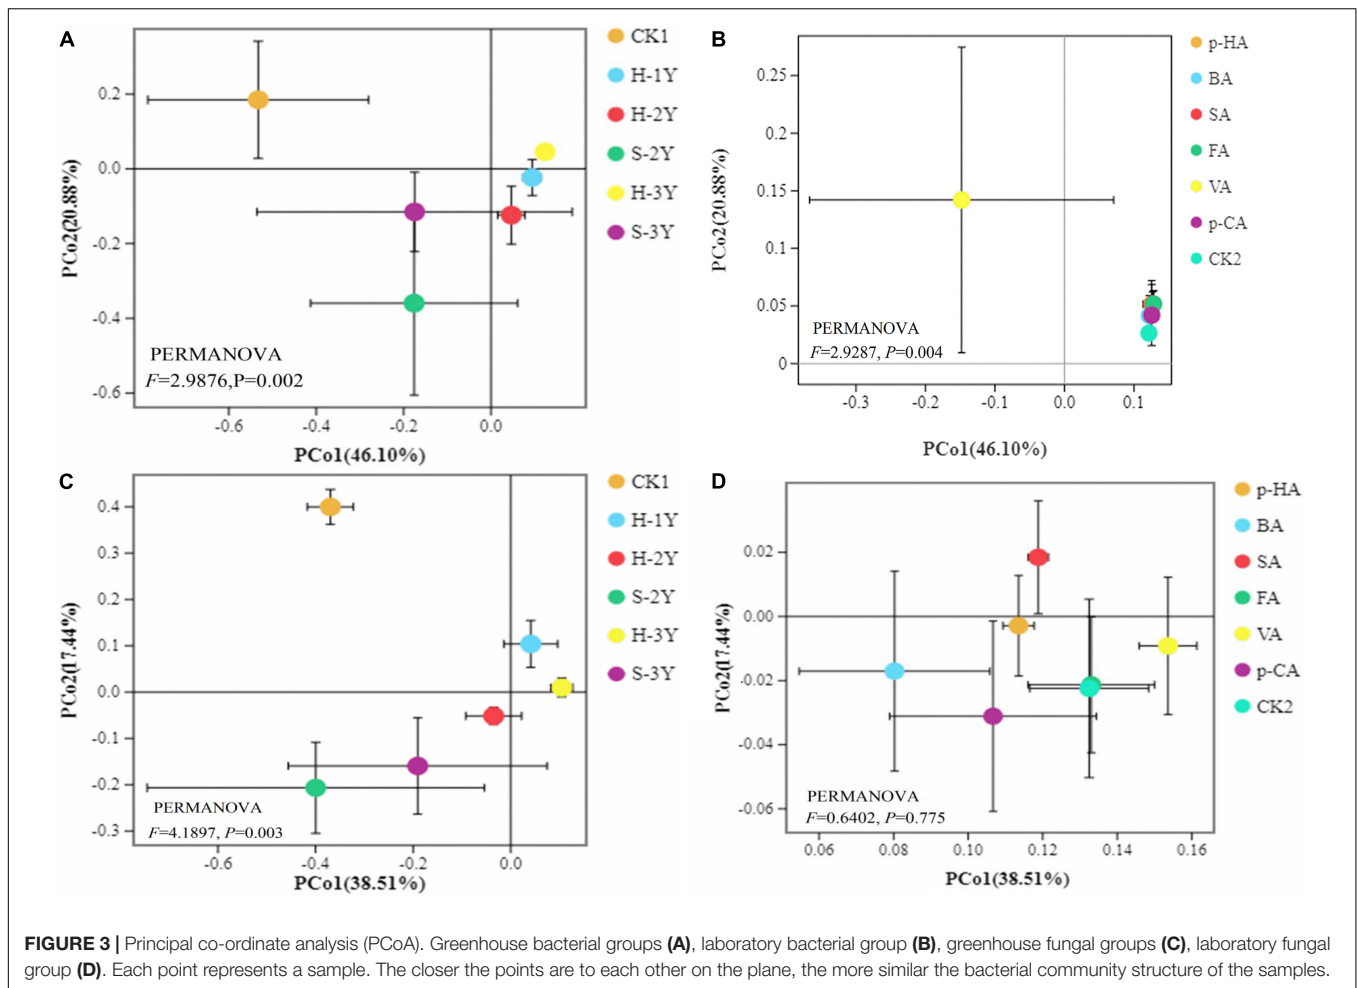 A
0.2
0.0
-0.2
-0.4
-0.6
PCo2(20.88%)
PERMANOVA
F=2.9876,P=0.002
-0.6
-0.4
-0.2
0.0
PCo1(46.10%)
CK1
H-1Y
H-2Y
S-2Y
H-3Y
S-3Y
B
0.25
0.2
0.15
0.1
0.05
0
PCo2(20.88%)
PERMANOVA
F=2.9287, P=0.004
-0.3
-0.2
-0.1
0.0
0.1
PCo1(46.10%)
p-HA
BA
SA
FA
VA
p-CA
CK2
C
0.4
0.3
0.2
0.1
0.0
-0.1
-0.2
-0.3
PCo2(17.44%)
PERMANOVA
F=4.1897, P=0.003
-0.6
-0.4
-0.2
0.0
PCo1(38.51%)
CK1
H-1Y
H-2Y
S-2Y
H-3Y
S-3Y
D
0.02
0.00
-0.02
-0.04
-0.06
PCo2(17.44%)
PERMANOVA
F=0.6402, P=0.775
0.06
0.08
0.10
0.12
0.14
0.16
PCo1(38.51%)
p-HA
BA
SA
FA
VA
p-CA
CK2
FIGURE 3 | Principal co-ordinate analysis (PCoA). Greenhouse bacterial groups (A), laboratory bacterial group (B), greenhouse fungal groups (C), laboratory fungal
group (D). Each point represents a sample. The closer the points are to each other on the plane, the more similar the bacterial community structure of the samples.